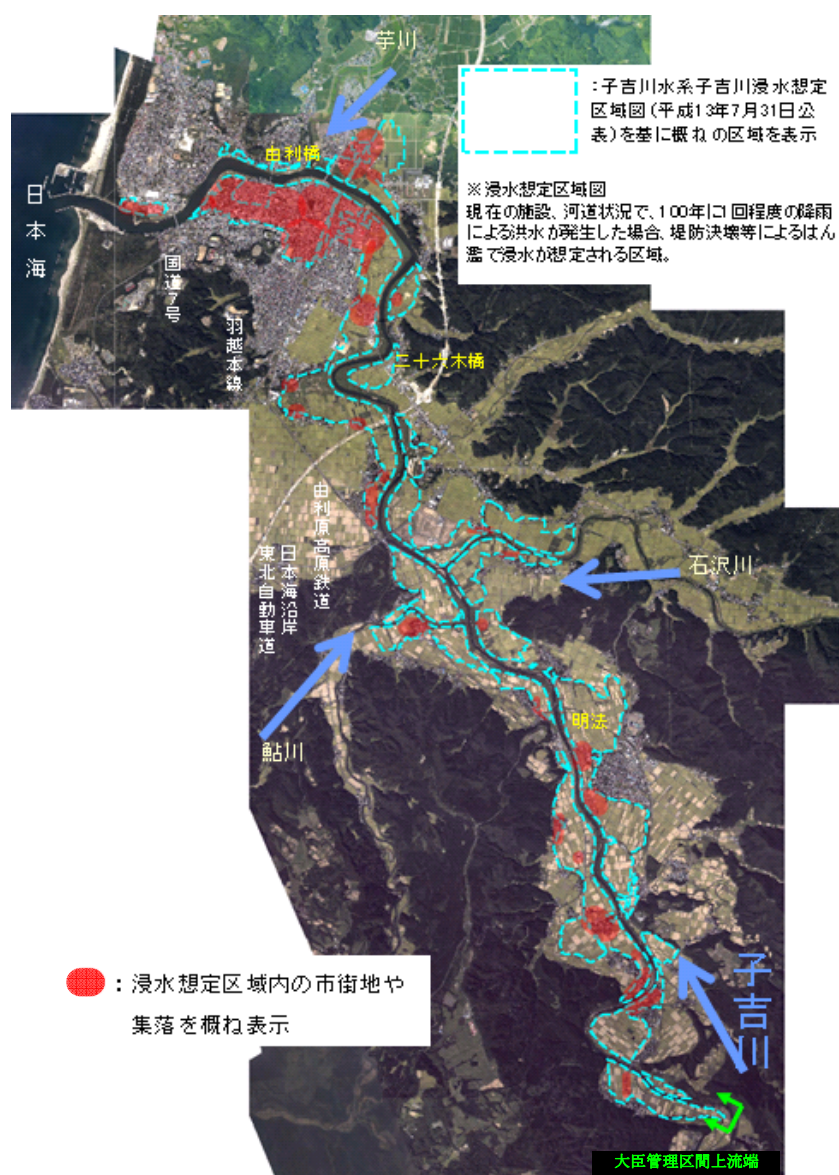 芋川
：子吉川水系子吉川浸水想定
区域図（平成13年7月31日公
表）を基に概ねの区域を表示
※浸水想定区域図
現在の施設、河道状況で、100年に1回程度の降雨
による洪水が発生した場合、堤防決壊等によるはん
濫で浸水が想定される区域。
由利橋
日本海
国道7号
羽越本線
二十六木橋
由利原高原鉄道
日本海沿岸
東北自動車道
石沢川
鮎川
明法
子吉川
：浸水想定区域内の市街地や
集落を概ね表示
大臣管理区間上流端